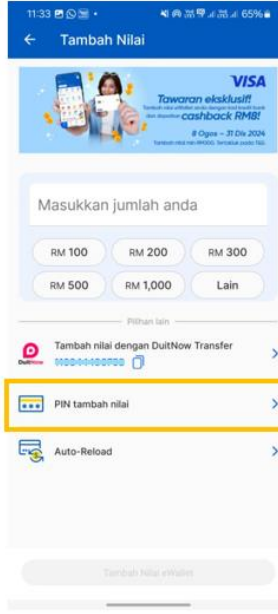 11:33
65%
Tambah Nilai
VISA
Tawaran eksklusif!
cashback RM8!
8 Ogos – 31 Dis 2024
Masukkan jumlah anda
RM 100
RM 200
RM 300
RM 500
RM 1,000
Lain
Pilihan lain
Tambah nilai dengan DuitNow Transfer
DuitNow
PIN tambah nilai
Auto-Reload
Tambah Nilai eWallet